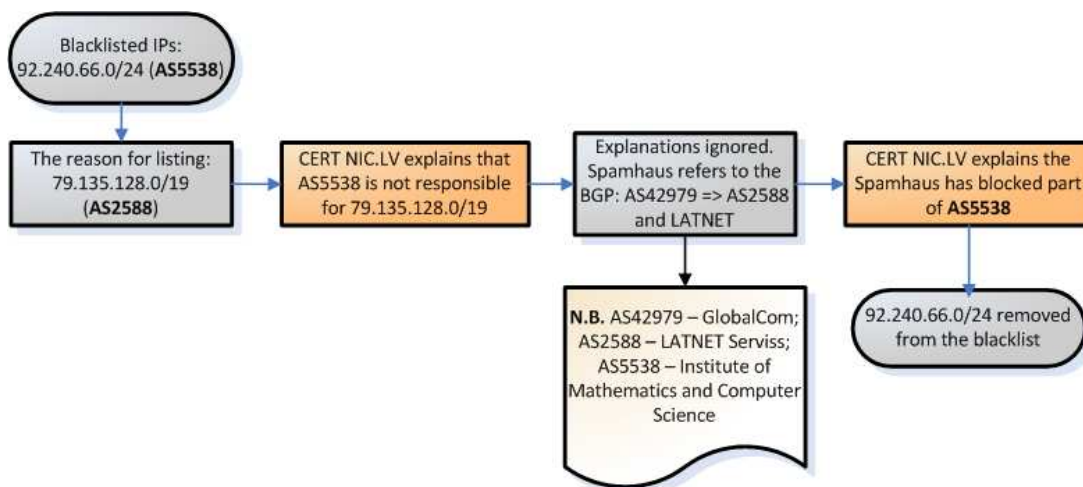 Blacklisted IPs:
92.240.66.0/24 (AS5538)
The reason for listing:
79.135.128.0/19
(AS2588)
CERT NIC.LV explains that
AS5538 is not responsible
for 79.135.128.0/19
Explanations ignored.
Spamhaus refers to the
BGP: AS42979 => AS2588
and LATNET
CERT NIC.LV explains the
Spamhaus has blocked part
of AS5538
N.B. AS42979 – GlobalCom;
AS2588 – LATNET Serviss;
AS5538 – Institute of
Mathematics and Computer
Science
92.240.66.0/24 removed
from the blacklist